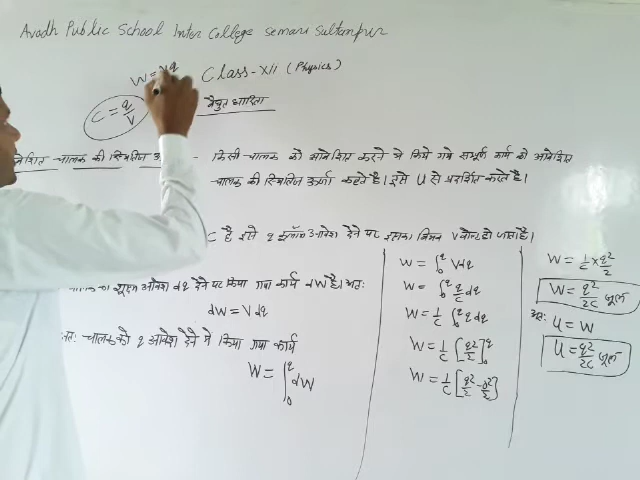 Avadh Public School Inter College Semari Sultanpur
W = Vq
Class-XII (Physics)
C = q/V
वैद्युत धारिता
चालक की स्थितिज - किसी चालक को आवेशित करने में किये गये सम्पूर्ण कार्य को आवेशित
चालक की स्थितिज ऊर्जा कहते है। इसे U से प्रदर्शित करते है।
C है इसे q कूलॉम आवेश देने पर इसका विभव V वोल्ट हो जाता है।
सूक्ष्म आवेश dq देने पर किया गया कार्य dW है। अतः
dW = V dq
अतः चालक को q आवेश देने में किया गया कार्य
W = ∫₀^q dW
W = ∫₀^q V dq
W = ∫₀^q q/C dq
W = 1/C ∫₀^q q dq
W = 1/C [q²/2]₀^q
W = 1/C [q²/2 - 0²/2]
W = 1/C × q²/2
W = q²/2C जूल
अतः U = W
U = q²/2C जूल